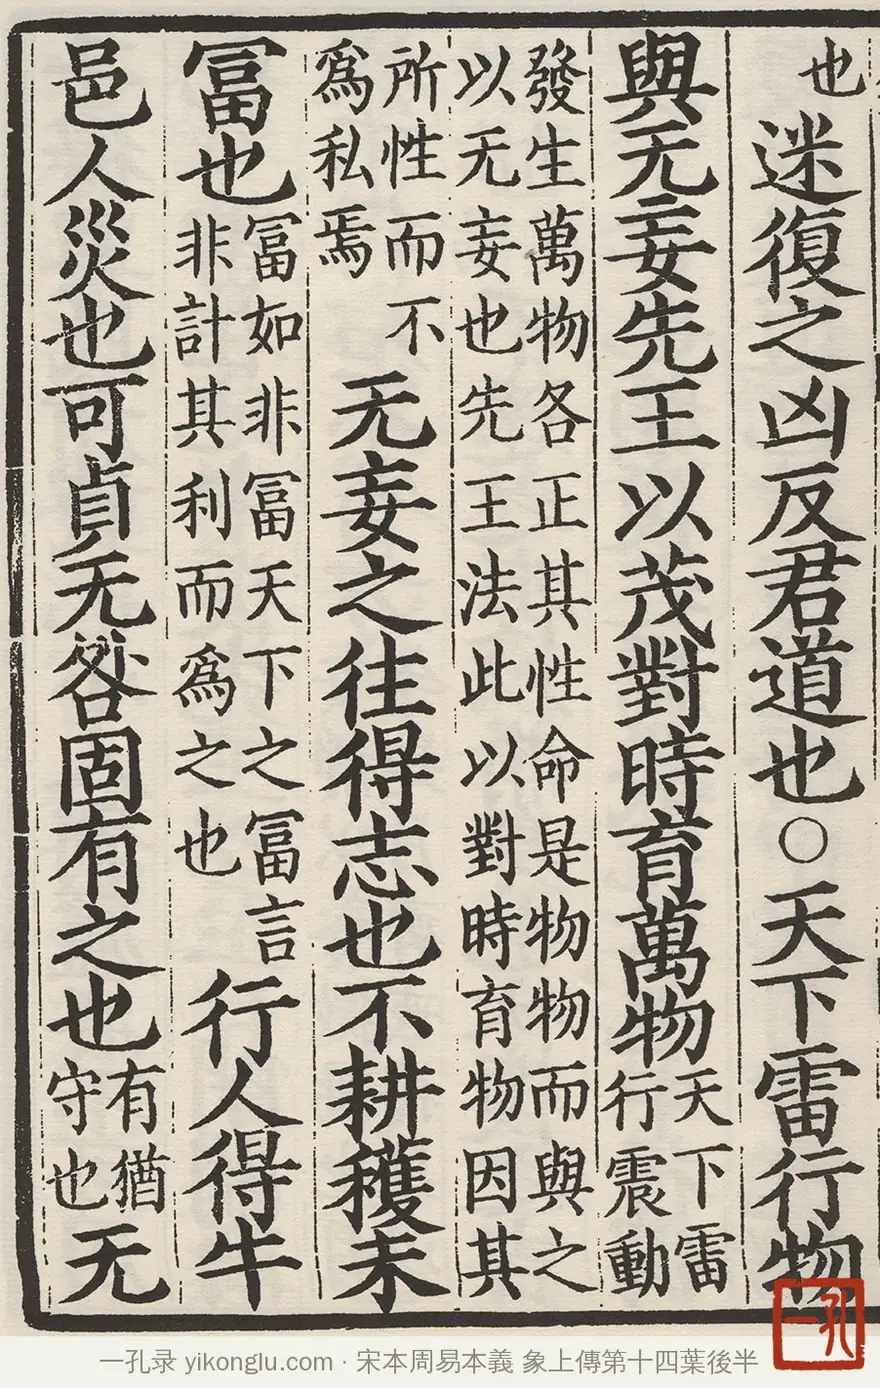 也迷復之凶反君道也○天下雷行物
與无妄先王以茂對時育萬物天下雷行震動
發生萬物各正其性命是物物而與之
以无妄也先王法此以對時育物因其
所性而不為私焉无妄之往得志也不耕穫未
冨也冨如非冨天下之冨言非計其利而爲之也行人得牛
邑人災也可貞无咎固有之也有猶守也无
一孔录 yikonglu.com · 宋本周易本義 象上傳第十四葉後半
一孔